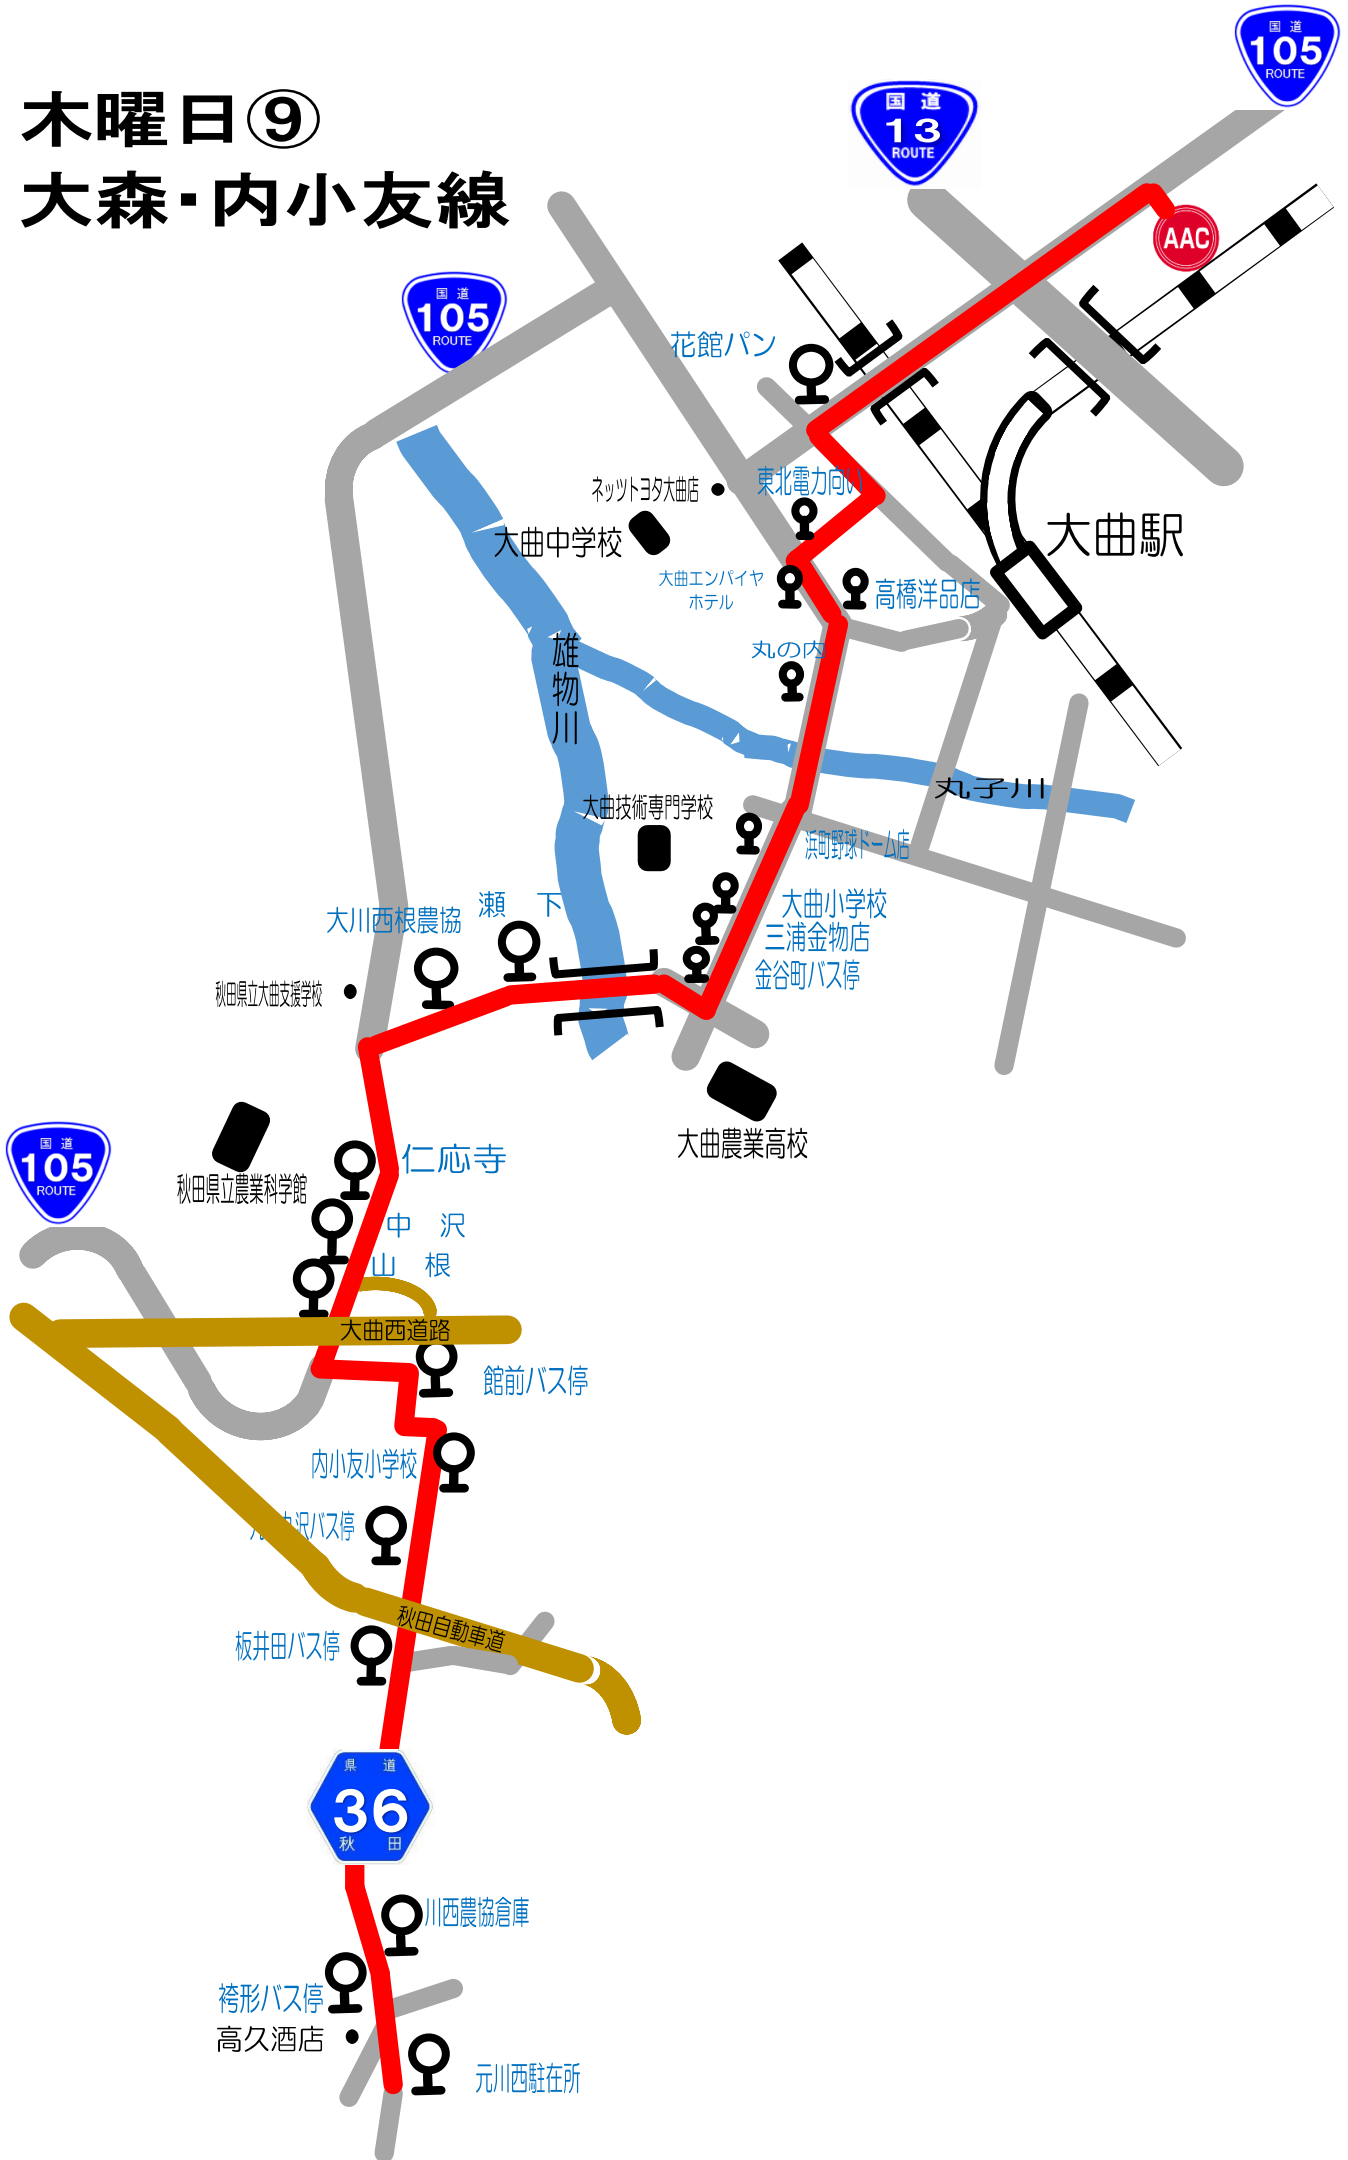 国道
105
ROUTE
国道
13
ROUTE
木曜日⑨
大森・内小友線
AAC
国道
105
ROUTE
花館パン
東北電力向い
ネッツトヨタ大曲店
大曲中学校
大曲駅
大曲エンパイヤ
ホテル
高橋洋品店
丸の内
雄物川
丸子川
大曲技術専門学校
浜町野球ドーム店
大曲小学校
三浦金物店
金谷町バス停
瀬 下
大川西根農協
秋田県立大曲支援学校
大曲農業高校
国道
105
ROUTE
仁応寺
秋田県立農業科学館
中 沢
山 根
大曲西道路
館前バス停
内小友小学校
中沢バス停
秋田自動車道
板井田バス停
県道
36
秋田
川西農協倉庫
袴形バス停
高久酒店
元川西駐在所